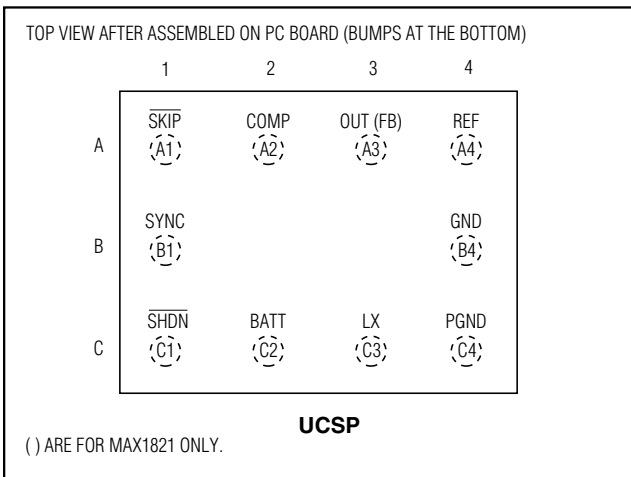 TOP VIEW AFTER ASSEMBLED ON PC BOARD (BUMPS AT THE BOTTOM)
1 2 3 4
SKIP COMP OUT (FB) REF
A A1 A2 A3 A4
SYNC GND
B B1 B4
SHDN BATT LX PGND
C C1 C2 C3 C4
UCSP
( ) ARE FOR MAX1821 ONLY.